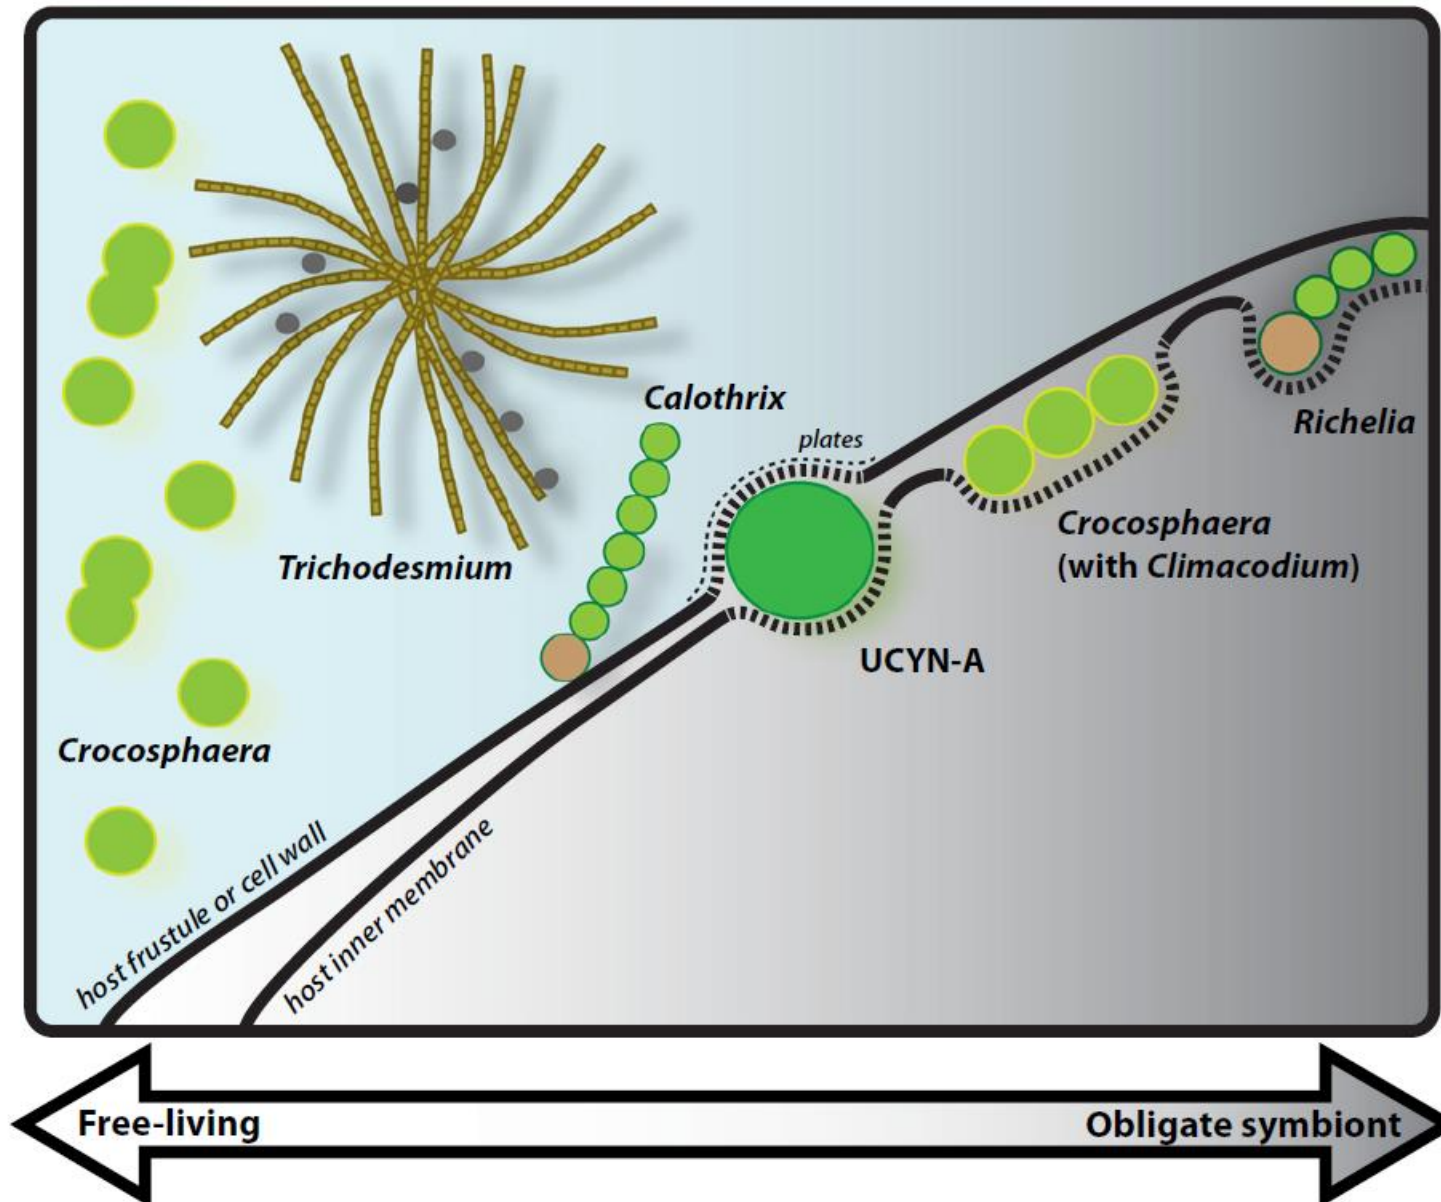 Calothrix
plates
Richelia
Crocosphaera
(with Climacodium)
Trichodesmium
UCYN-A
Crocosphaera
host frustule or cell wall
host inner membrane
Free-living
Obligate symbiont